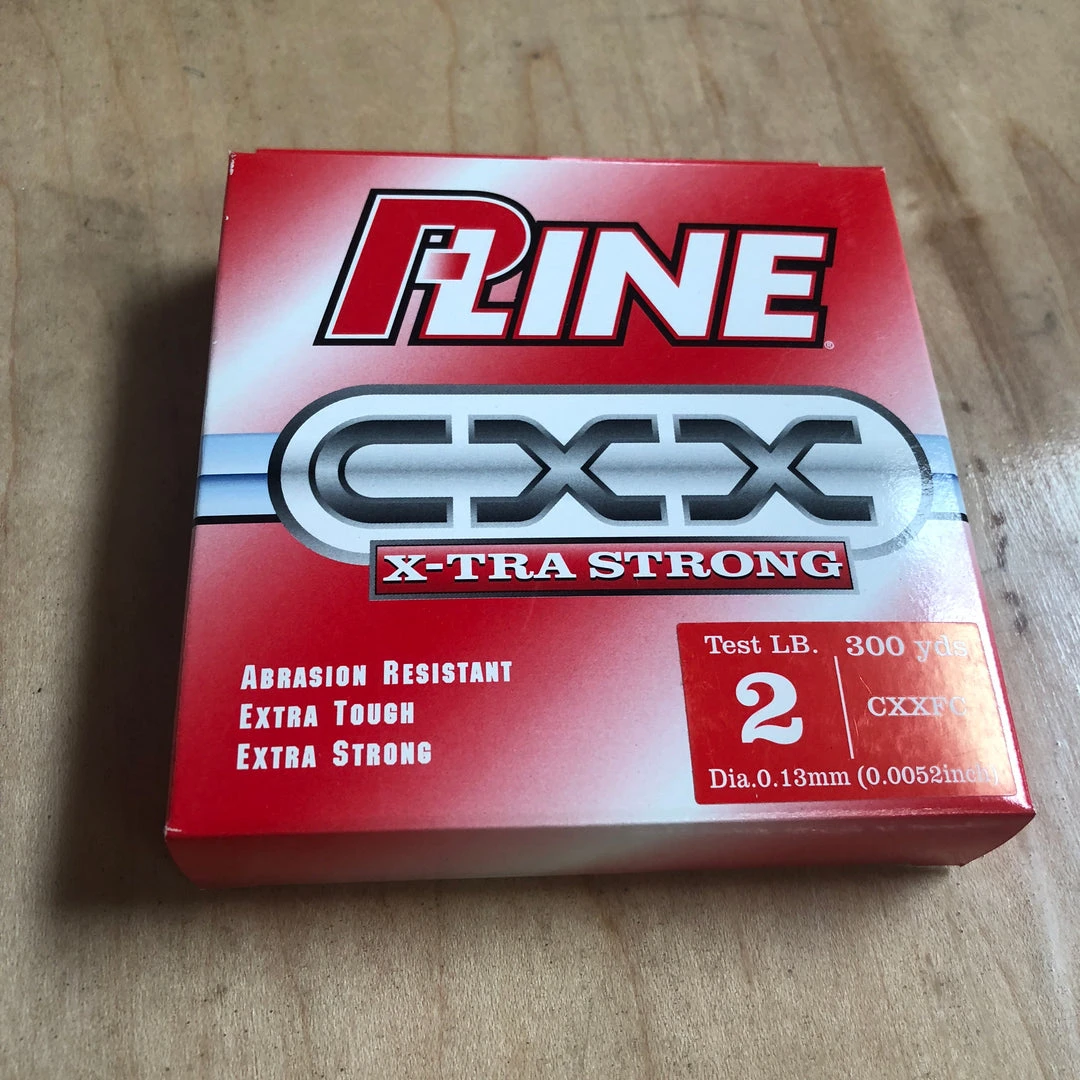 P-LINE®
CXX
X-TRA STRONG
ABRASION RESISTANT
EXTRA TOUGH
EXTRA STRONG
Test LB. 300 yds
2 CXXFC
Dia.0.13mm (0.0052inch)